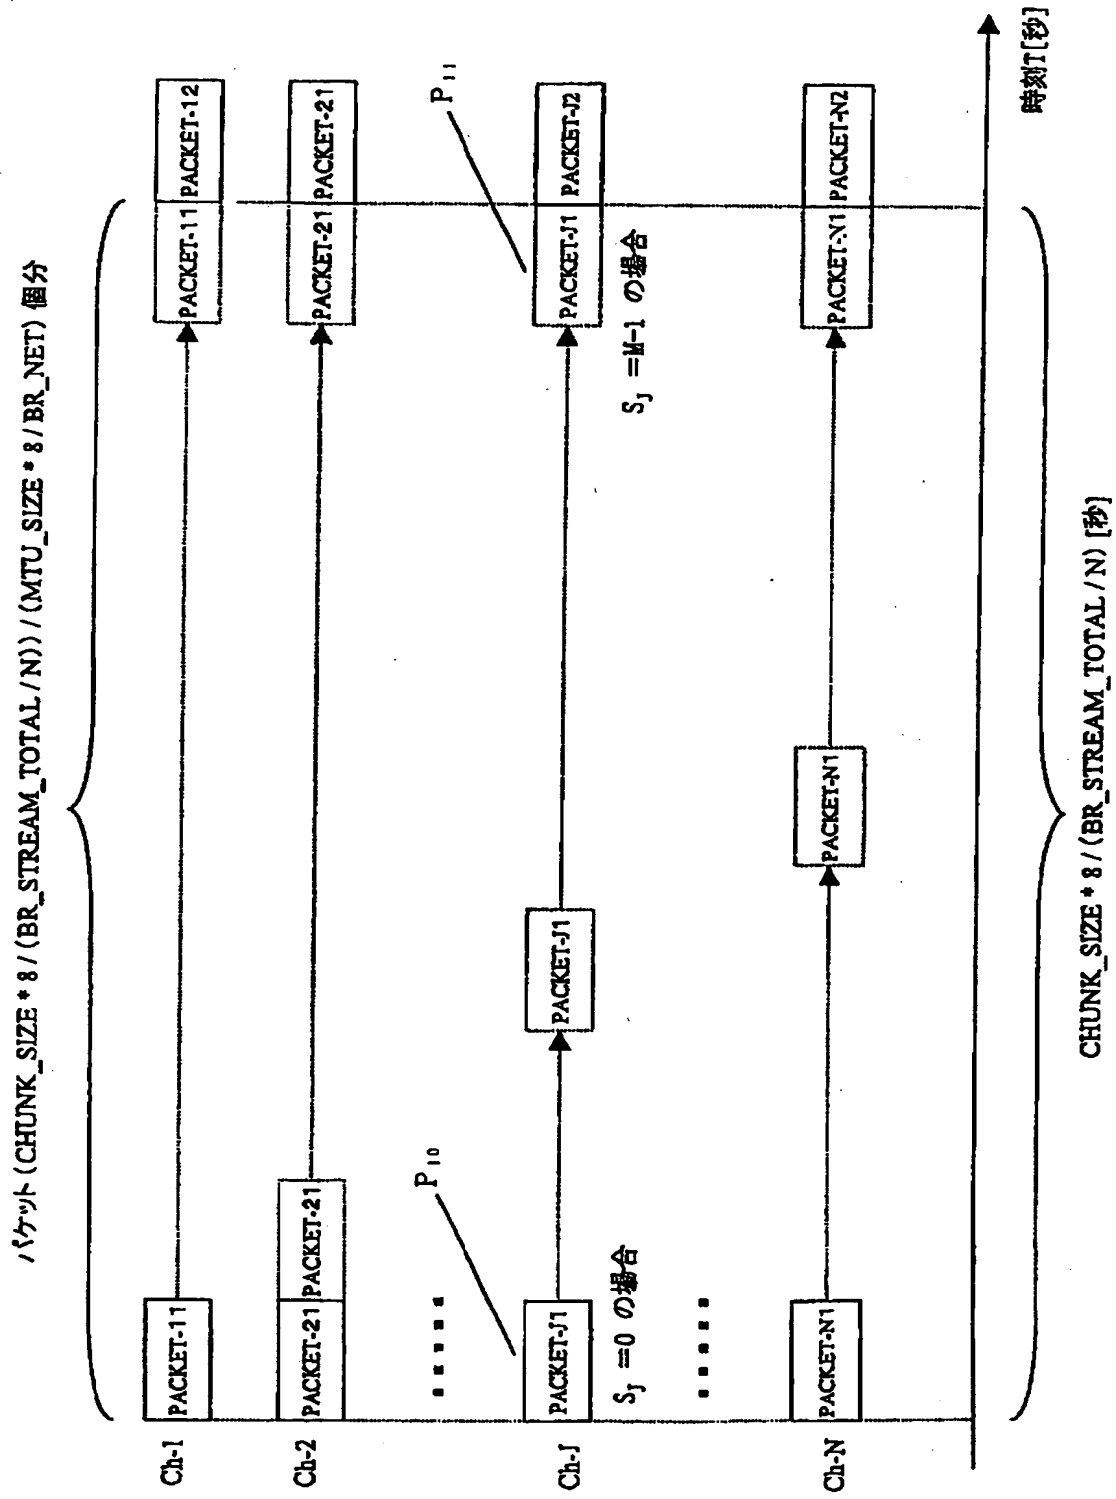 パケット (CHUNK_SIZE * 8 / (BR_STREAM_TOTAL / N)) / (MTU_SIZE * 8 / BR_NET) 個分
Ch-1
PACKET-11
PACKET-11
PACKET-12
Ch-2
PACKET-21
PACKET-21
PACKET-21
PACKET-21
P10
P11
Ch-J
PACKET-J1
PACKET-J1
PACKET-J1
PACKET-J2
SJ =0 の場合
SJ =M-1 の場合
Ch-N
PACKET-N1
PACKET-N1
PACKET-N1
PACKET-N2
時刻T[秒]
CHUNK_SIZE * 8 / (BR_STREAM_TOTAL / N) [秒]